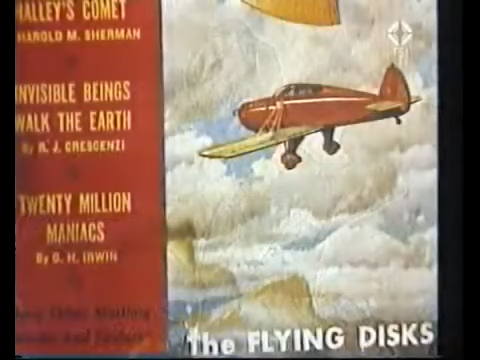 HALLEY'S COMET
HAROLD M. SHERMAN
INVISIBLE BEINGS
WALK THE EARTH
By R. J. CRESCENZI
TWENTY MILLION
MANIACS
By G. H. IRWIN
the FLYING DISKS